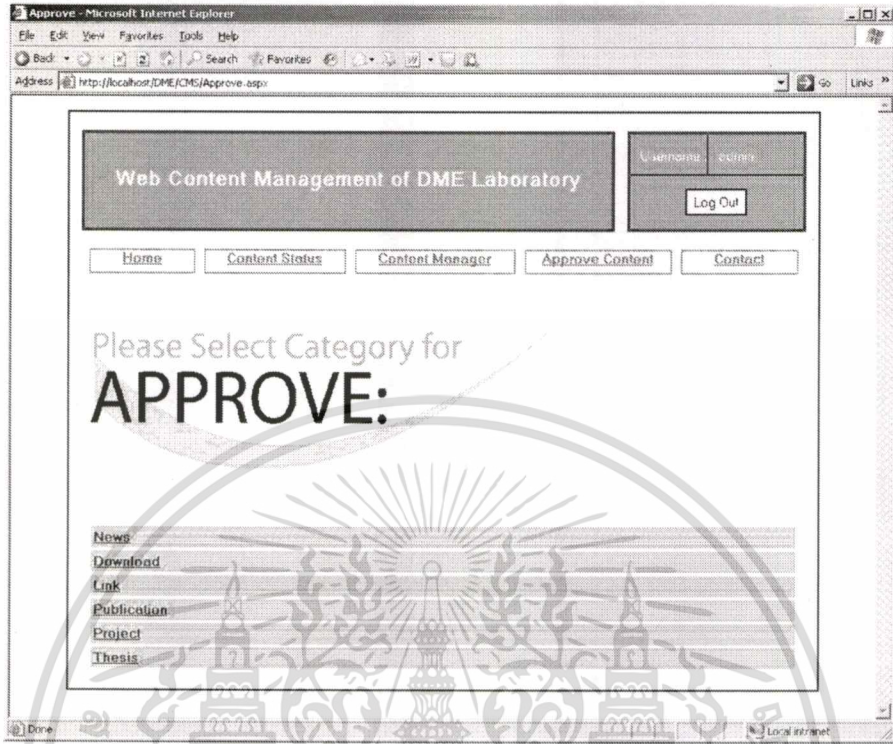 Approve - Microsoft Internet Explorer
File Edit View Favorites Tools Help
Back Search Favorites
Address http://localhost/DME/CMS/Approve.aspx Go Links »
Web Content Management of DME Laboratory
Username admin
Log Out
Home Content Status Content Manager Approve Content Contact
Please Select Category for
APPROVE:
News
Download
Link
Publication
Project
Thesis
Done Local intranet